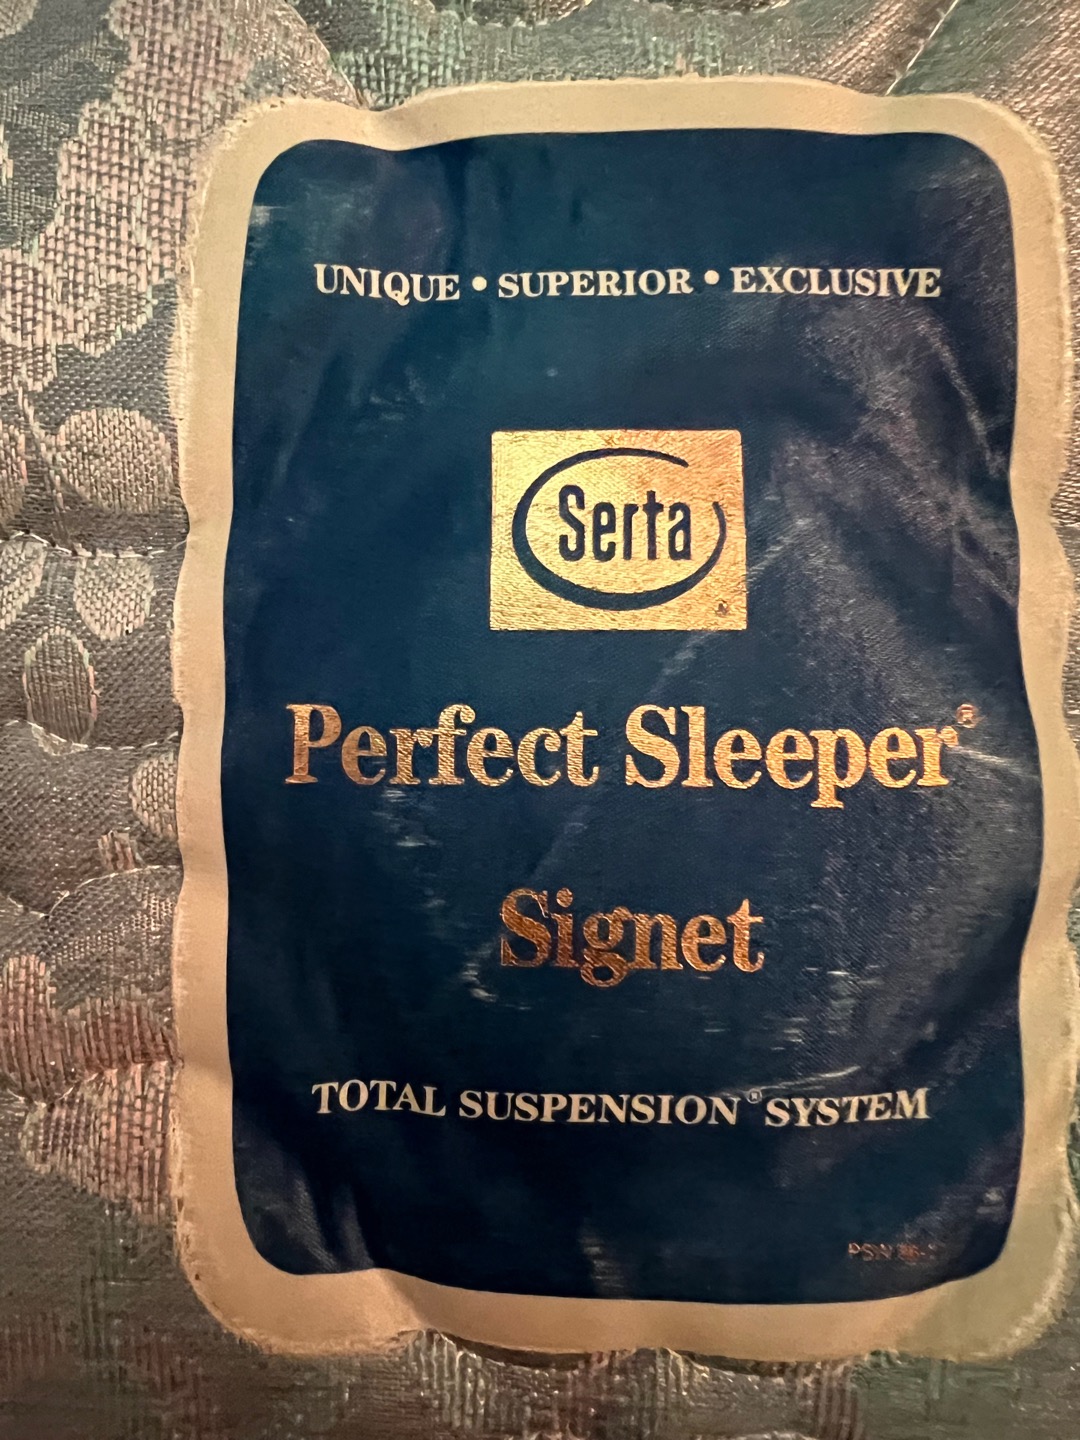 UNIQUE • SUPERIOR • EXCLUSIVE
Serta
®
Perfect Sleeper®
Signet
TOTAL SUSPENSION® SYSTEM